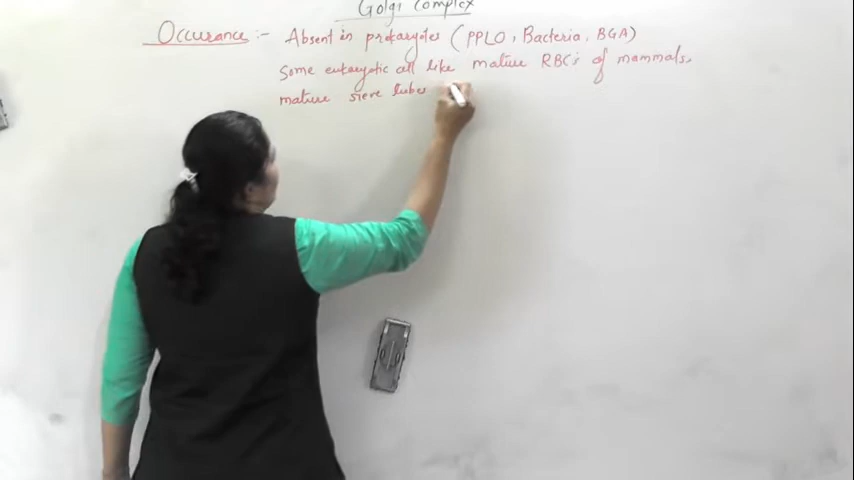 Golgi Complex
Occurance :- Absent in prokaryotes (PPLO, Bacteria, BGA)
Some eukaryotic cell like mature RBC's of mammals,
mature sieve tubes